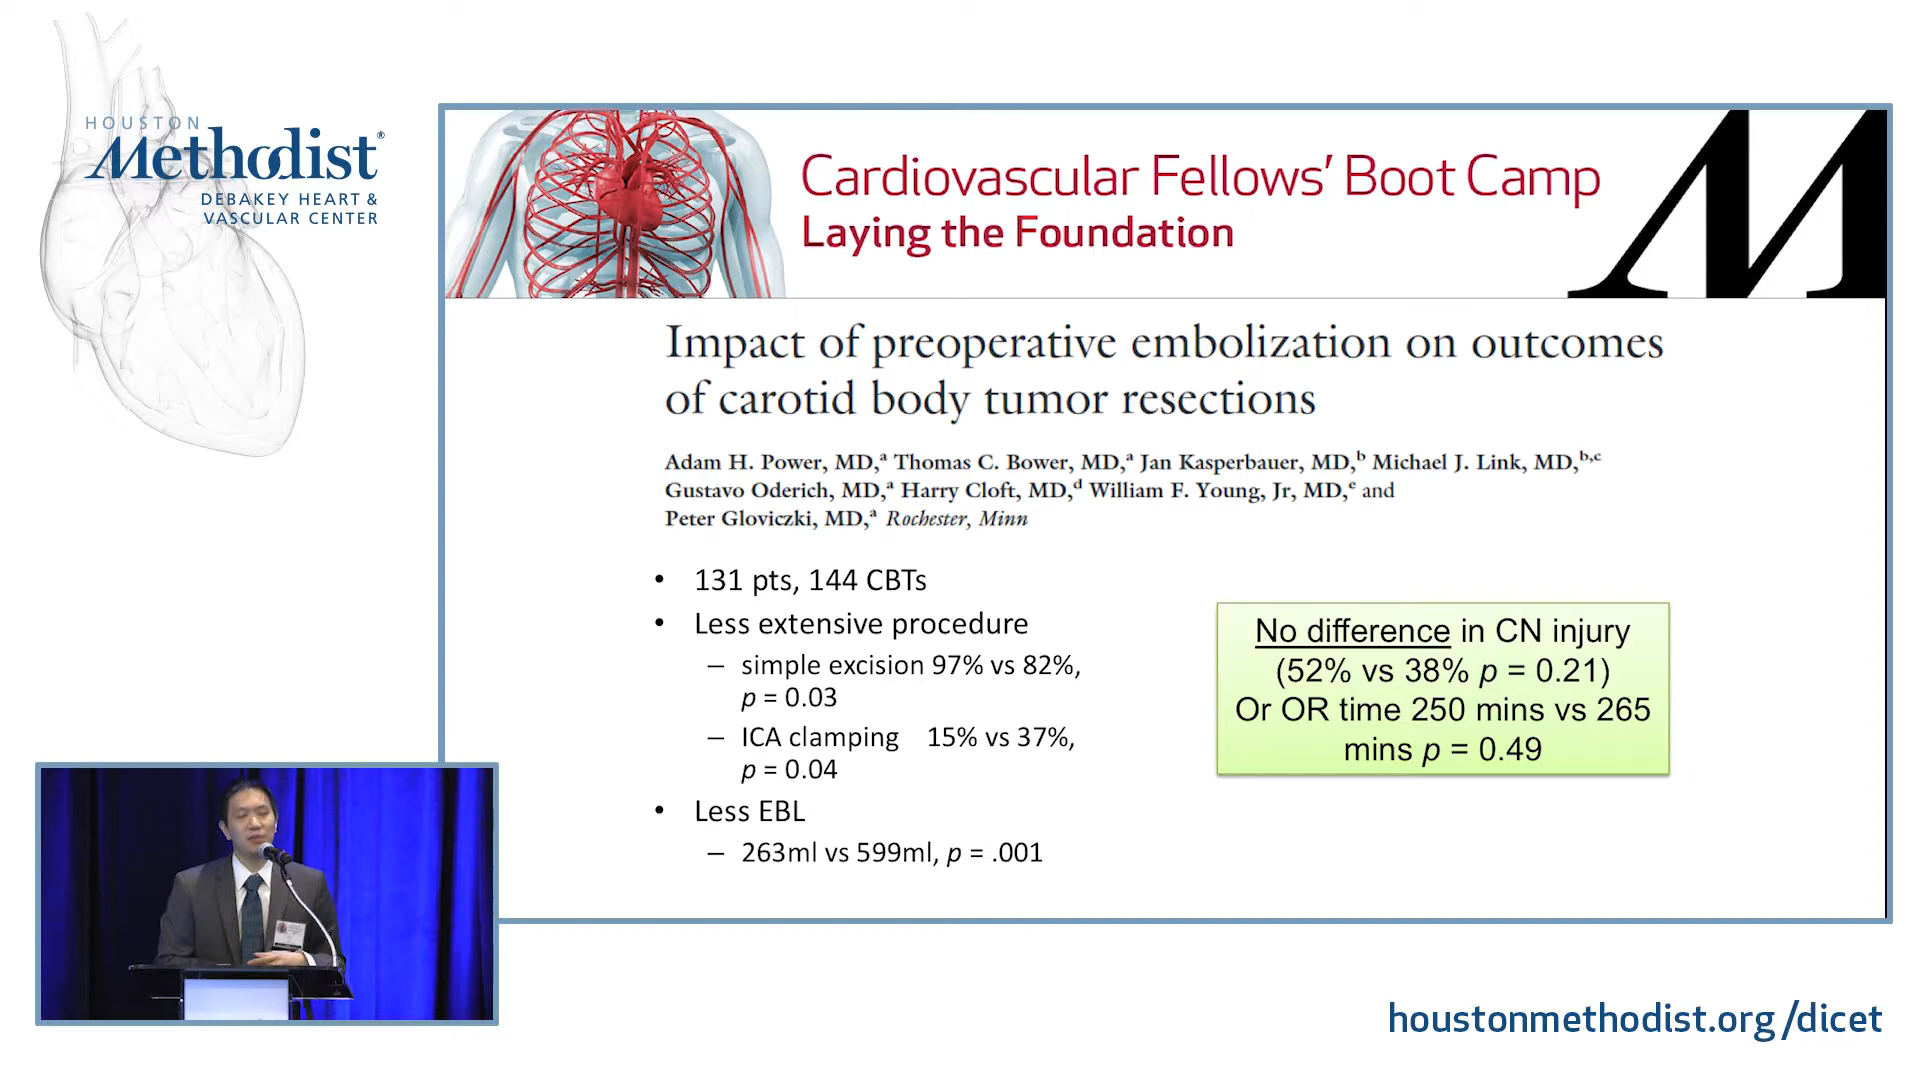 HOUSTON
Methodist®
DEBAKEY HEART &
VASCULAR CENTER
Cardiovascular Fellows’ Boot Camp
Laying the Foundation
M
Impact of preoperative embolization on outcomes
of carotid body tumor resections
Adam H. Power, MD,a Thomas C. Bower, MD,a Jan Kasperbauer, MD,b Michael J. Link, MD,b,c
Gustavo Oderich, MD,a Harry Cloft, MD,d William F. Young, Jr, MD,e and
Peter Gloviczki, MD,a Rochester, Minn
• 131 pts, 144 CBTs
• Less extensive procedure
– simple excision 97% vs 82%,
p = 0.03
– ICA clamping 15% vs 37%,
p = 0.04
• Less EBL
– 263ml vs 599ml, p = .001
No difference in CN injury
(52% vs 38% p = 0.21)
Or OR time 250 mins vs 265
mins p = 0.49
houstonmethodist.org/dicet